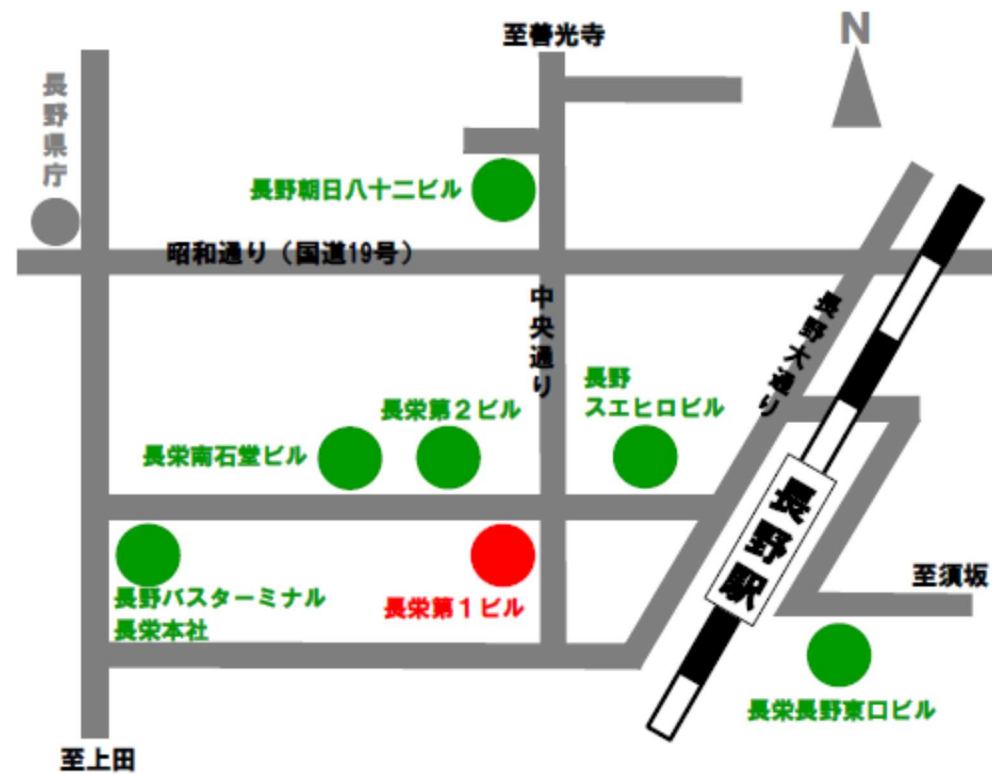 至善光寺
N
長野県庁
長野朝日八十二ビル
昭和通り（国道19号）
中央通り
長野大通り
長野
スエヒロビル
長栄第２ビル
長栄南石堂ビル
長野駅
至須坂
長野バスターミナル
長栄本社
長栄第１ビル
長栄長野東口ビル
至上田